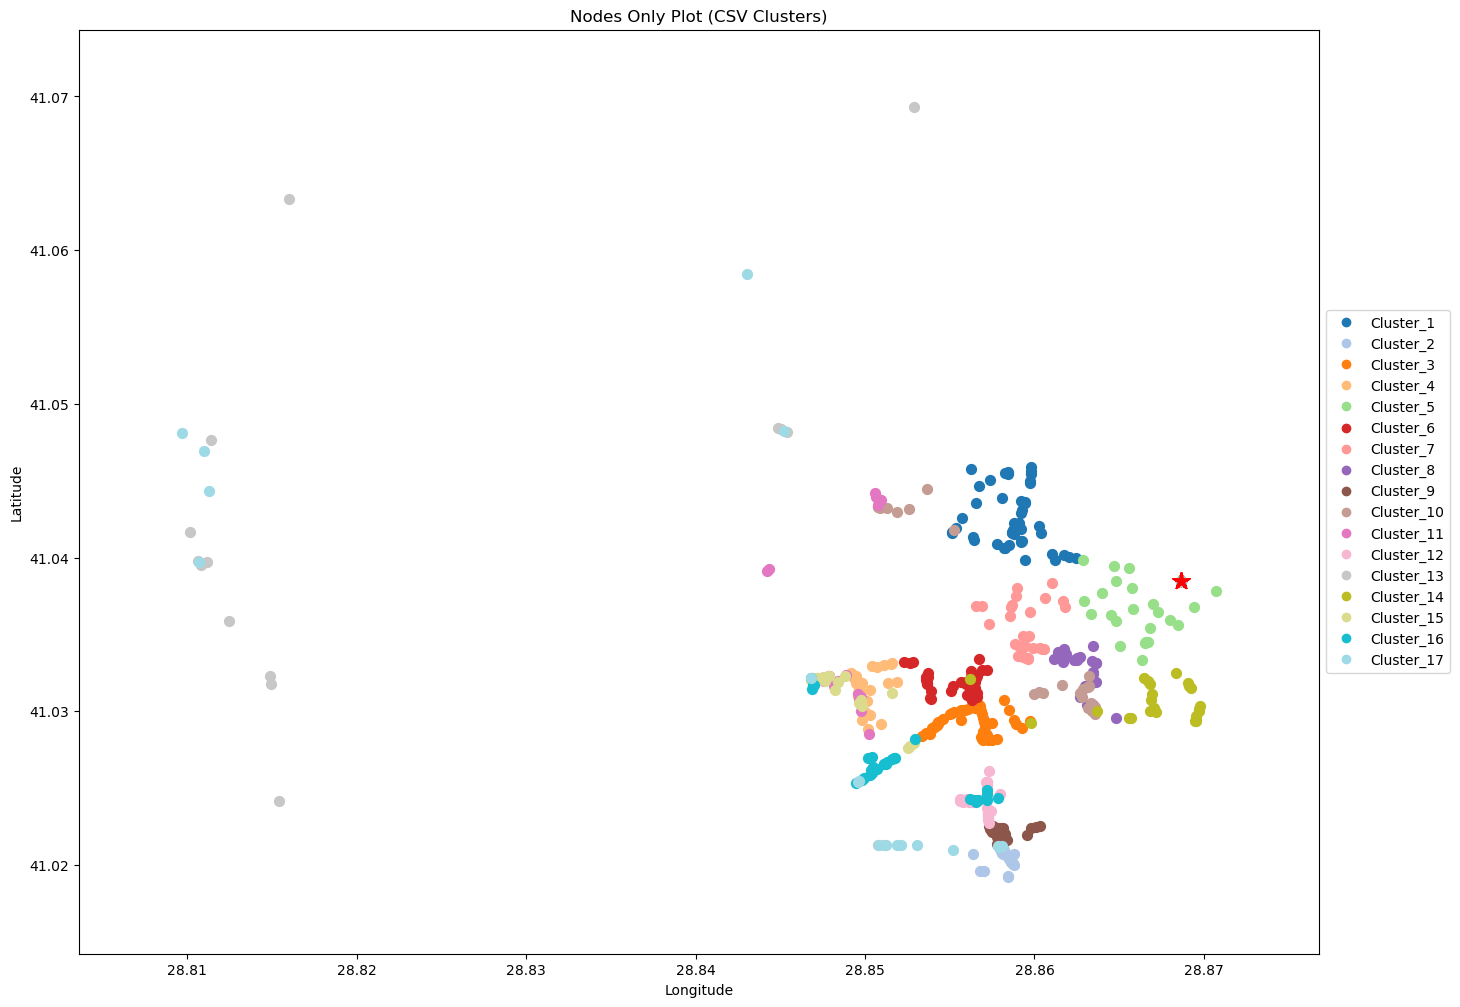 Nodes Only Plot (CSV Clusters)
41.07
41.06
41.05
41.04
41.03
41.02
Latitude
28.81
28.82
28.83
28.84
28.85
28.86
28.87
Longitude
Cluster_1
Cluster_2
Cluster_3
Cluster_4
Cluster_5
Cluster_6
Cluster_7
Cluster_8
Cluster_9
Cluster_10
Cluster_11
Cluster_12
Cluster_13
Cluster_14
Cluster_15
Cluster_16
Cluster_17